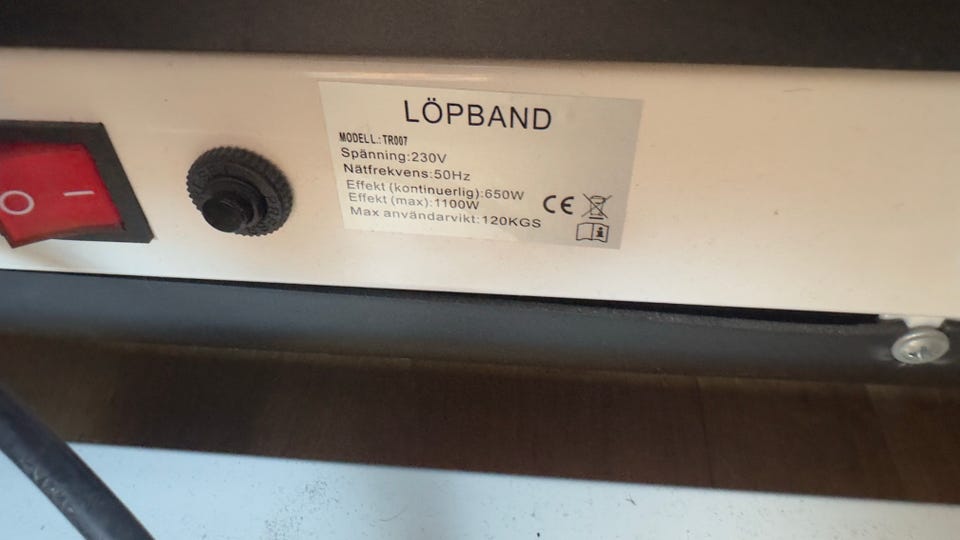 LÖPBAND
MODELL.:TR007
Spänning:230V
Nätfrekvens:50Hz
Effekt (kontinuerlig):650W
Effekt (max):1100W
Max användarvikt:120KGS
CE